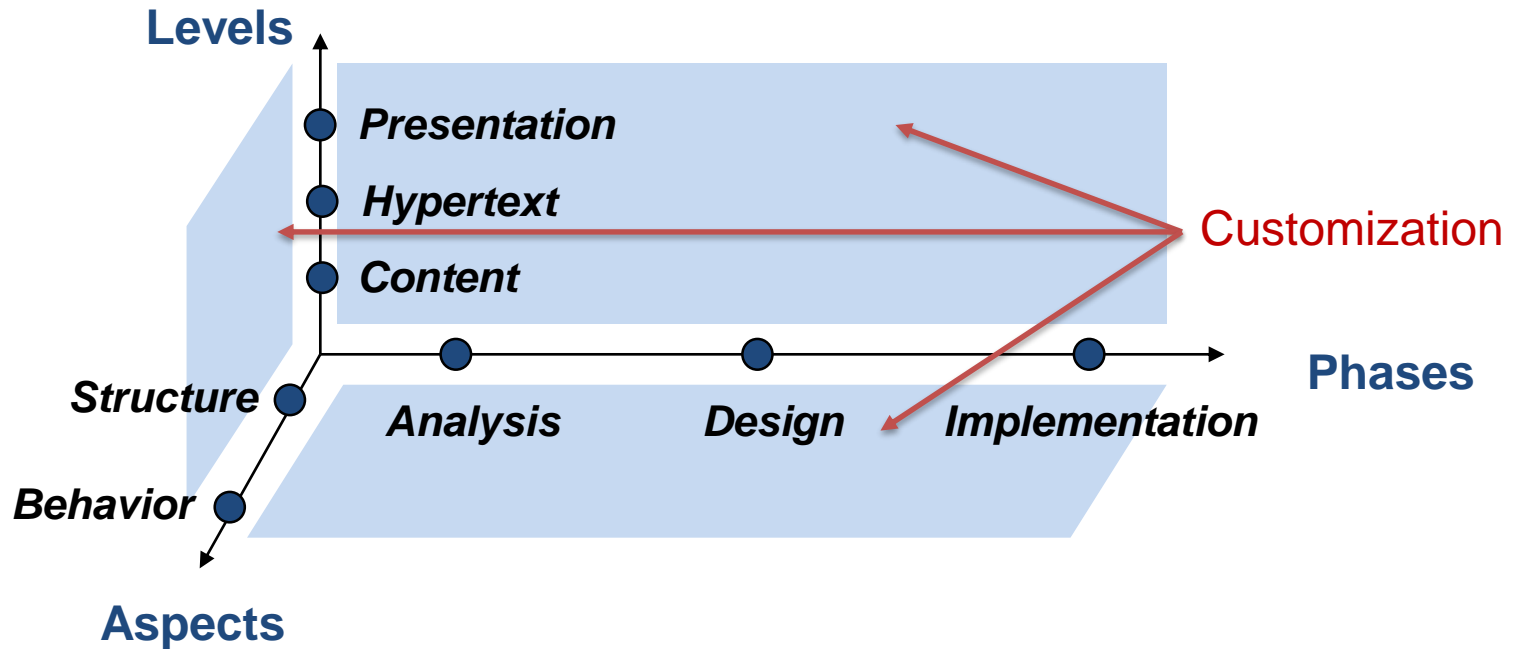 Levels
Presentation
Hypertext
Customization
Content
Phases
Structure
Analysis
Design
Implementation
Behavior
Aspects